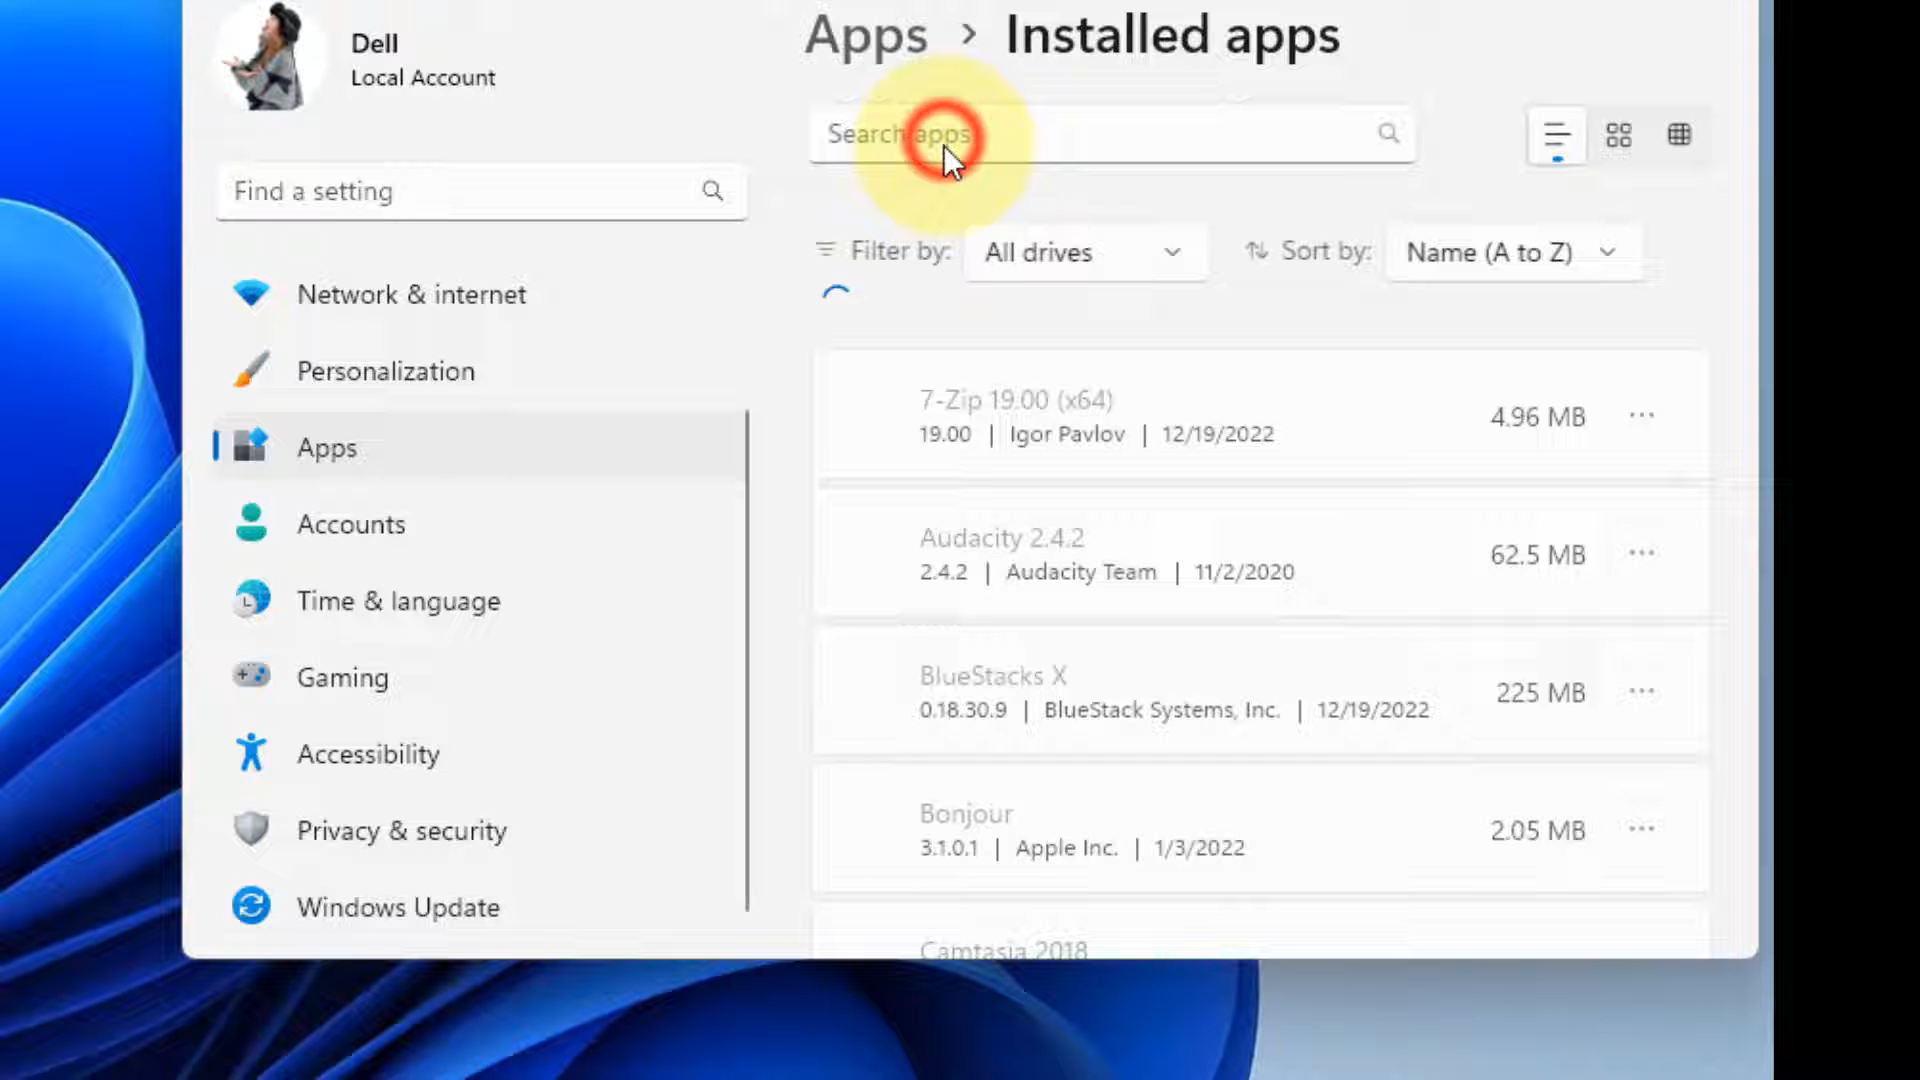 Dell
Local Account
Find a setting
Network & internet
Personalization
Apps
Accounts
Time & language
Gaming
Accessibility
Privacy & security
Windows Update
Apps > Installed apps
Search apps
Filter by: All drives
Sort by: Name (A to Z)
7-Zip 19.00 (x64)
19.00 | Igor Pavlov | 12/19/2022
4.96 MB
Audacity 2.4.2
2.4.2 | Audacity Team | 11/2/2020
62.5 MB
BlueStacks X
0.18.30.9 | BlueStack Systems, Inc. | 12/19/2022
225 MB
Bonjour
3.1.0.1 | Apple Inc. | 1/3/2022
2.05 MB
Camtasia 2018